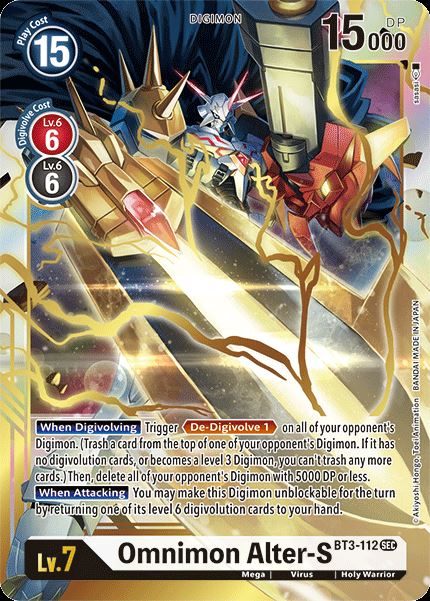 Play Cost
15
DIGIMON
15000
DP
sasasi
Digivolve Cost
Lv.6
6
Lv.6
6
When Digivolving Trigger De-Digivolve 1 on all of your opponent's
Digimon. (Trash a card from the top of one of your opponent's Digimon. If it has
no digivolution cards, or becomes a level 3 Digimon, you can't trash any more
cards.) Then, delete all of your opponent's Digimon with 5000 DP or less.
When Attacking You may make this Digimon unblockable for the turn
by returning one of its level 6 digivolution cards to your hand.
©Akiyoshi Hongo, Toei Animation BANDAI MADE IN JAPAN
Lv.7
Omnimon Alter-S
BT3-112 SEC
Mega Virus Holy Warrior